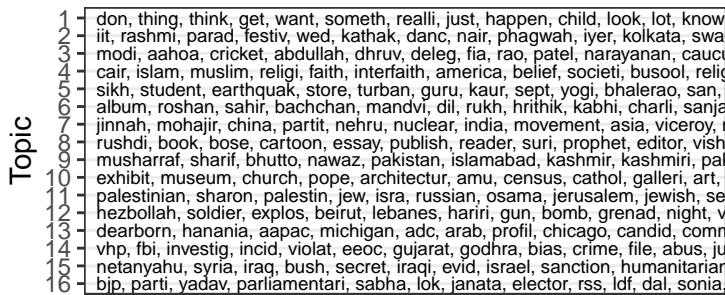 Topic
1 don, thing, think, get, want, someth, realli, just, happen, child, look, lot, know
2 iit, rashmi, parad, festiv, wed, kathak, danc, nair, phagwah, iyer, kolkata, swa
3 modi, aahoa, cricket, abdullah, dhruv, deleg, fia, rao, patel, narayanan, caucu
4 cair, islam, muslim, religi, faith, interfaith, america, belief, societi, busool, relig
5 sikh, student, earthquak, store, turban, guru, kaur, sept, yogi, bhalerao, san,
6 album, roshan, sahir, bachchan, mandvi, dil, rukh, hrithik, kabhi, charli, sanja
7 jinnah, mohajir, china, partit, nehru, nuclear, india, movement, asia, viceroy,
8 rushdi, book, bose, cartoon, essay, publish, reader, suri, prophet, editor, vish
9 musharraf, sharif, bhutto, nawaz, pakistan, islamabad, kashmir, kashmiri, pa
10 exhibit, museum, church, pope, architectur, amu, census, cathol, galleri, art,
11 palestinian, sharon, palestin, jew, isra, russian, osama, jerusalem, jewish, se
12 hezbollah, soldier, explos, beirut, lebanes, hariri, gun, bomb, grenad, night, v
13 dearborn, hanania, aapac, michigan, adc, arab, profil, chicago, candid, comm
14 vhp, fbi, investig, incid, violat, eeoc, gujarat, godhra, bias, crime, file, abus, ju
15 netanyahu, syria, iraq, bush, secret, iraqi, evid, israel, sanction, humanitarian
16 bjp, parti, yadav, parliamentari, sabha, lok, janata, elector, rss, ldf, dal, sonia,